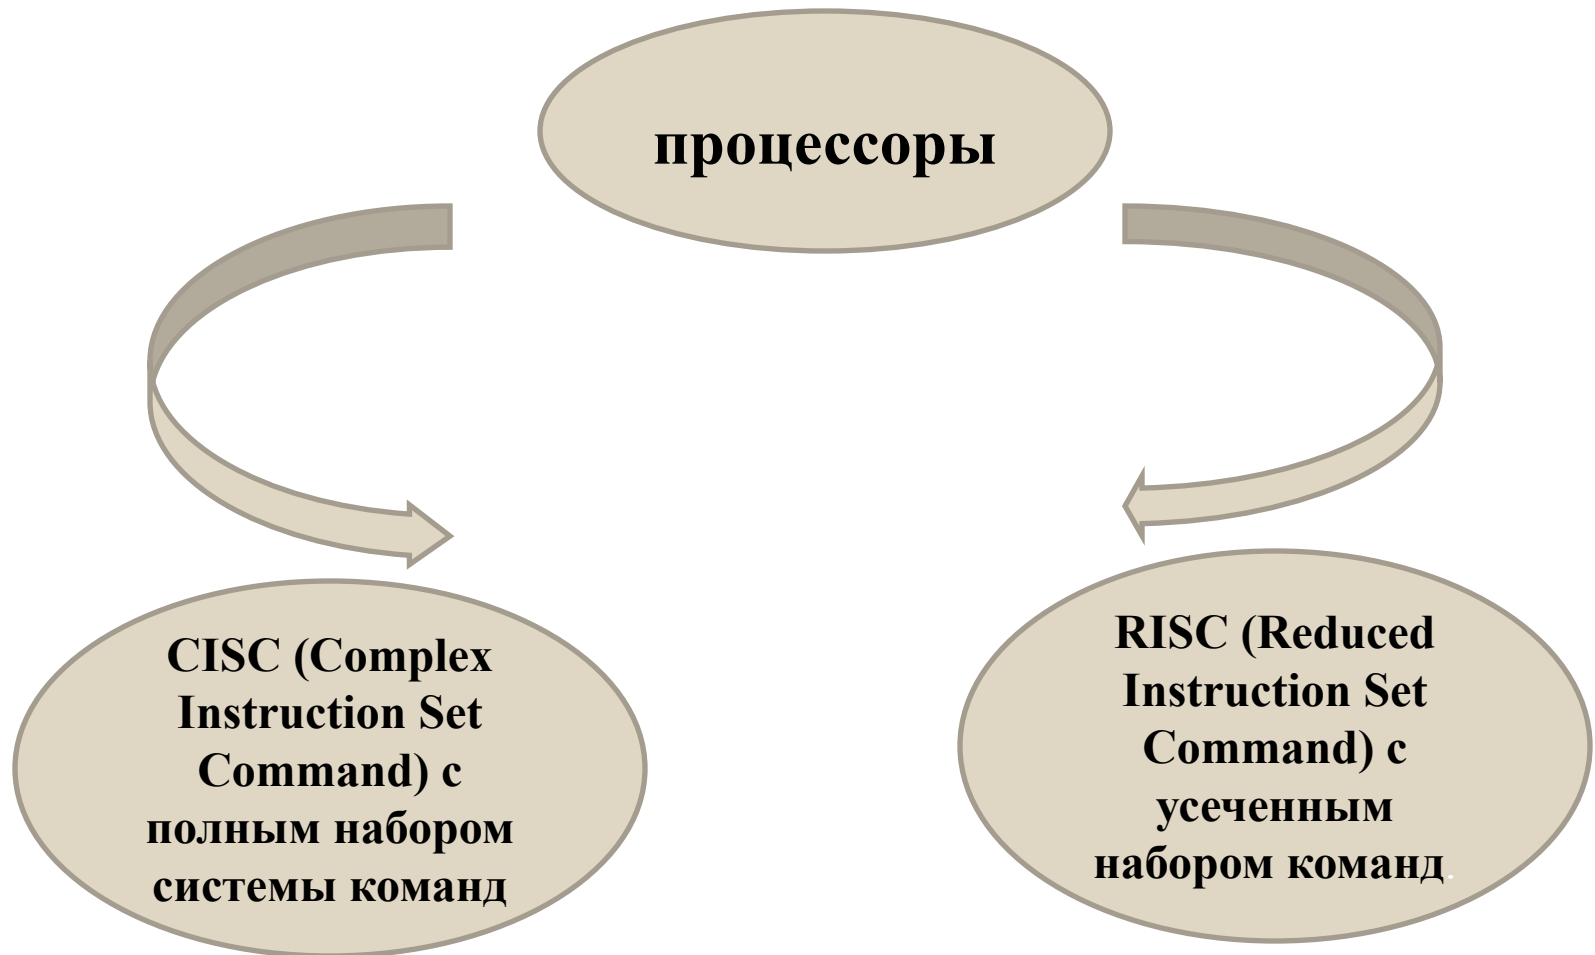 процессоры
CISC (Complex
Instruction Set
Command) с
полным набором
системы команд
RISC (Reduced
Instruction Set
Command) с
усеченным
набором команд.